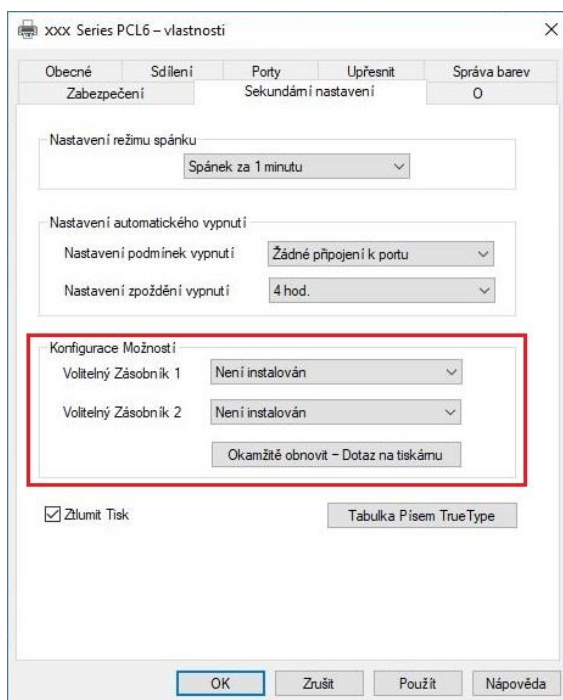 xxx Series PCL6 – vlastnosti
Obecné Sdílení Porty Upřesnit Správa barev
Zabezpečení Sekundární nastavení O
Nastavení režimu spánku
Spánek za 1 minutu
Nastavení automatického vypnutí
Nastavení podmínek vypnutí Žádné připojení k portu
Nastavení zpoždění vypnutí 4 hod.
Konfigurace Možností
Volitelný Zásobník 1 Není instalován
Volitelný Zásobník 2 Není instalován
Okamžitě obnovit – Dotaz na tiskárnu
Ztlumit Tisk Tabulka Písem TrueType
OK Zrušit Použít Nápověda